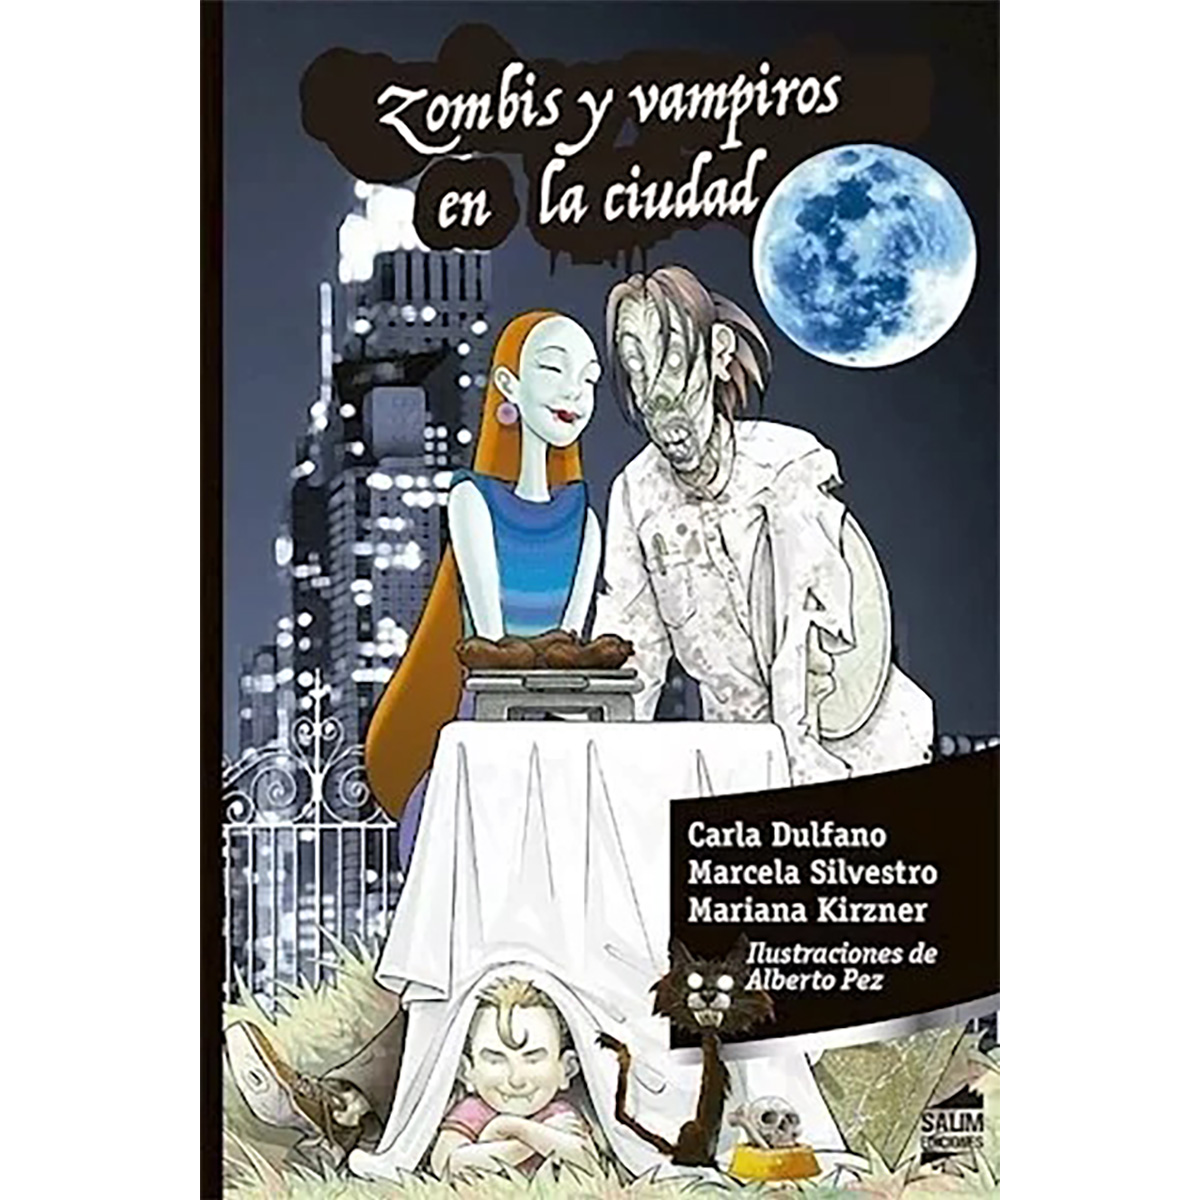 Zombis y vampiros
en la ciudad
Carla Dulfano
Marcela Silvestro
Mariana Kirzner
Ilustraciones de
Alberto Pez
SALIM
EDICIONES